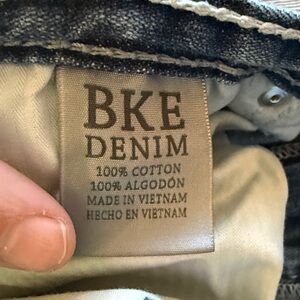 BKE
DENIM
100% COTTON
100% ALGODÓN
MADE IN VIETNAM
HECHO EN VIETNAM